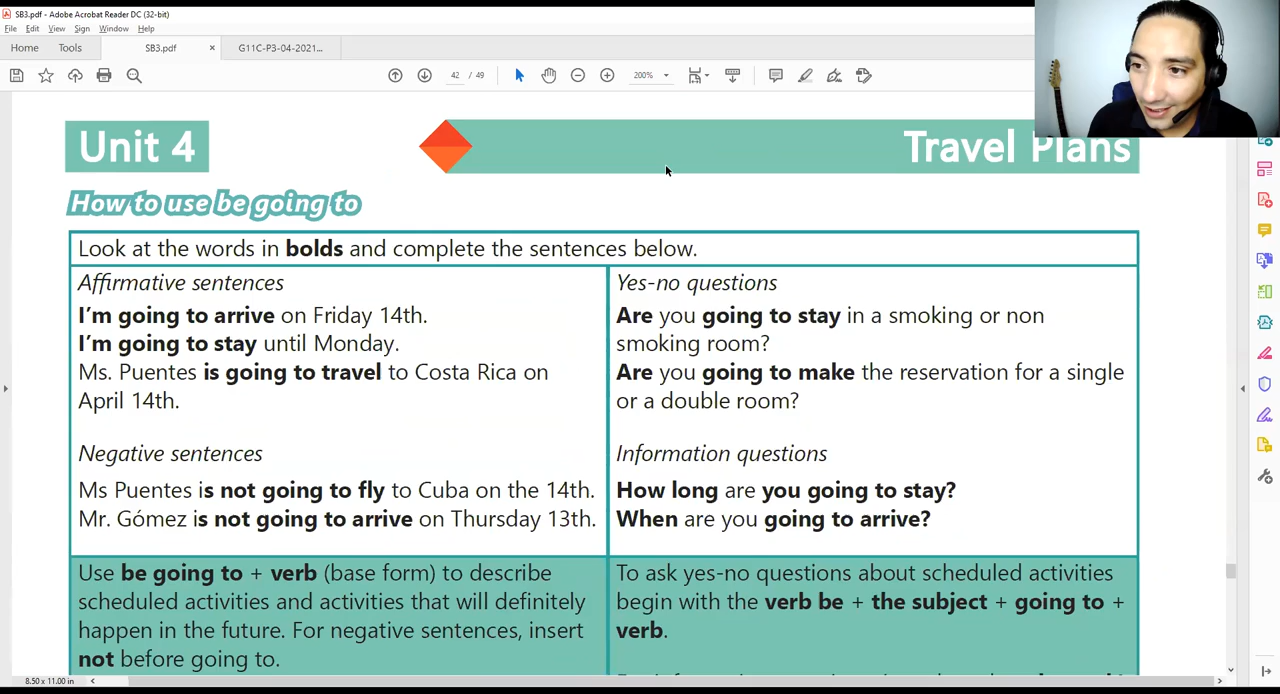 SB3.pdf - Adobe Acrobat Reader DC (32-bit)
File Edit View Sign Window Help
Home Tools SB3.pdf × G11C-P3-04-2021...
42 / 49 200%
Unit 4 Travel Plans
How to use be going to
Look at the words in bolds and complete the sentences below.
Affirmative sentences
I'm going to arrive on Friday 14th.
I'm going to stay until Monday.
Ms. Puentes is going to travel to Costa Rica on
April 14th.
Negative sentences
Ms Puentes is not going to fly to Cuba on the 14th.
Mr. Gómez is not going to arrive on Thursday 13th.
Use be going to + verb (base form) to describe
scheduled activities and activities that will definitely
happen in the future. For negative sentences, insert
not before going to.
Yes-no questions
Are you going to stay in a smoking or non
smoking room?
Are you going to make the reservation for a single
or a double room?
Information questions
How long are you going to stay?
When are you going to arrive?
To ask yes-no questions about scheduled activities
begin with the verb be + the subject + going to +
verb.
8.50 x 11.00 in